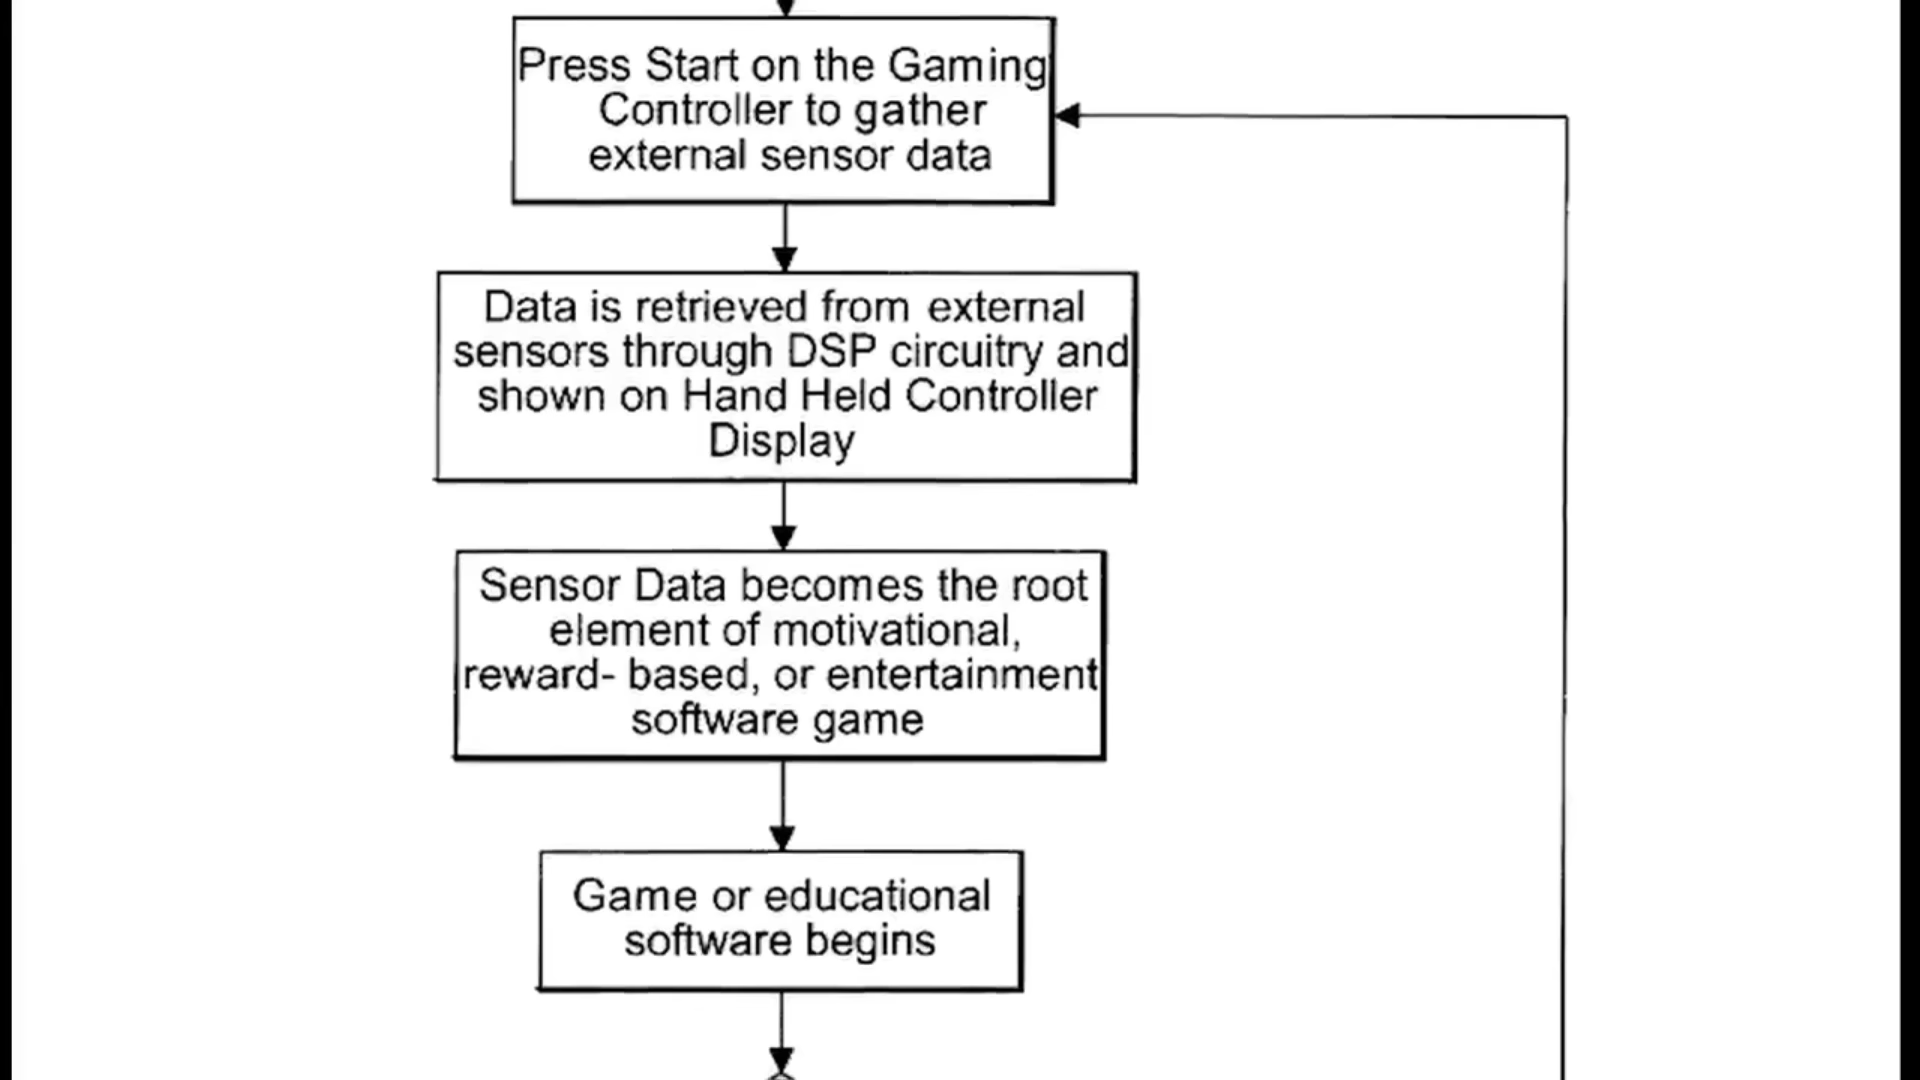 Press Start on the Gaming
Controller to gather
external sensor data
Data is retrieved from external
sensors through DSP circuitry and
shown on Hand Held Controller
Display
Sensor Data becomes the root
element of motivational,
reward- based, or entertainment
software game
Game or educational
software begins